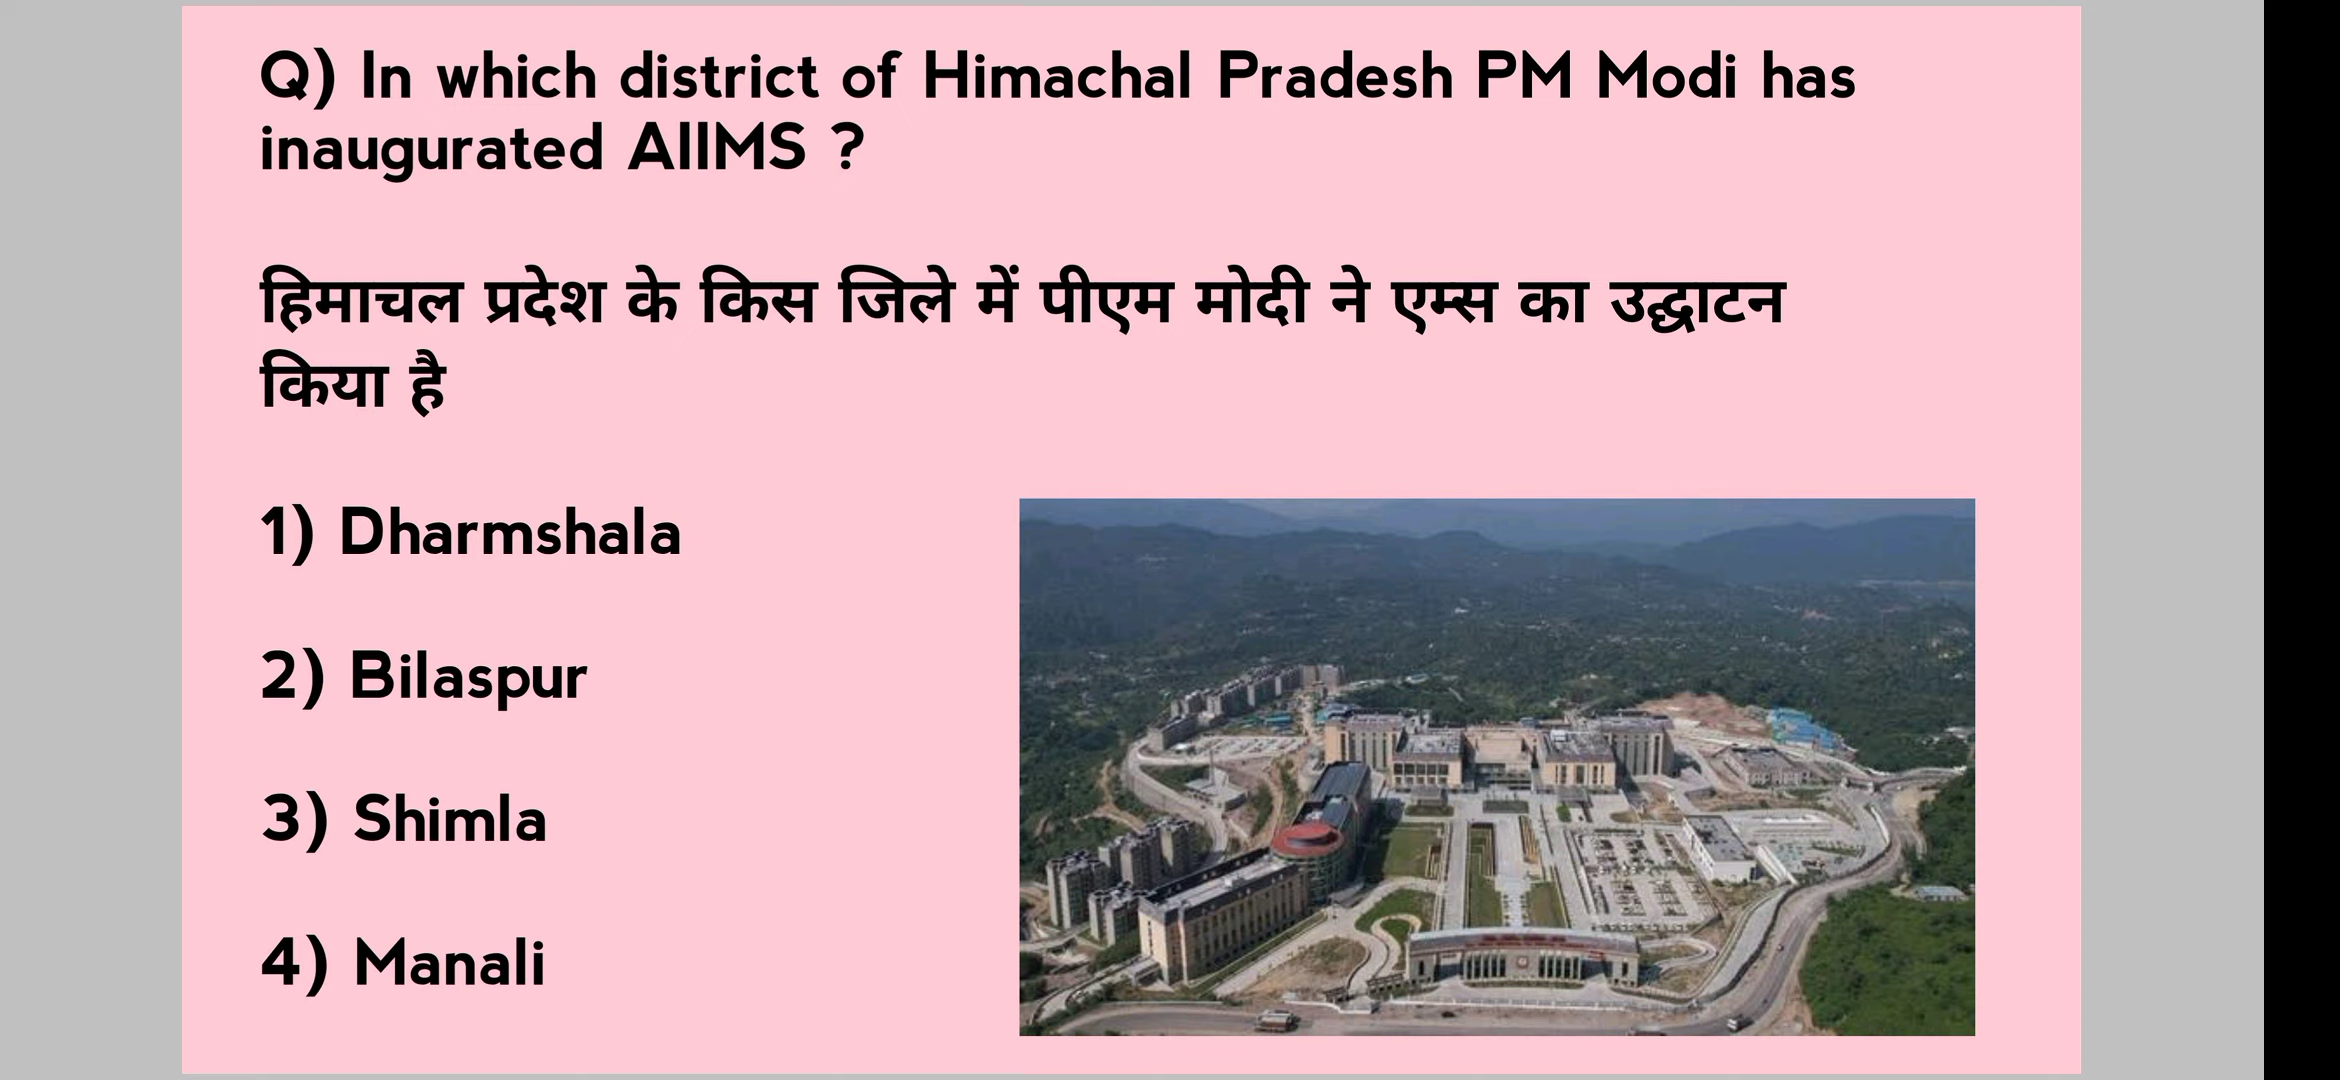 Q) In which district of Himachal Pradesh PM Modi has
inaugurated AIIMS ?
हिमाचल प्रदेश के किस जिले में पीएम मोदी ने एम्स का उद्घाटन
किया है
1) Dharmshala
2) Bilaspur
3) Shimla
4) Manali